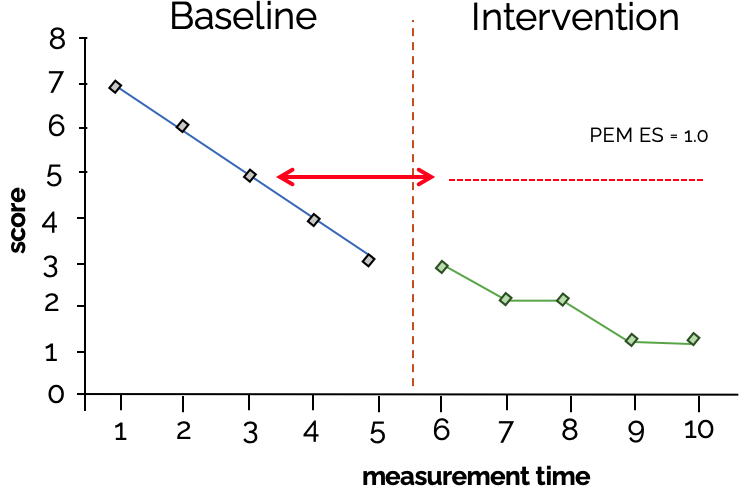 Baseline
Intervention
8
7
6
5
4
3
2
1
0
score
PEM ES = 1.0
1 2 3 4 5 6 7 8 9 10
measurement time